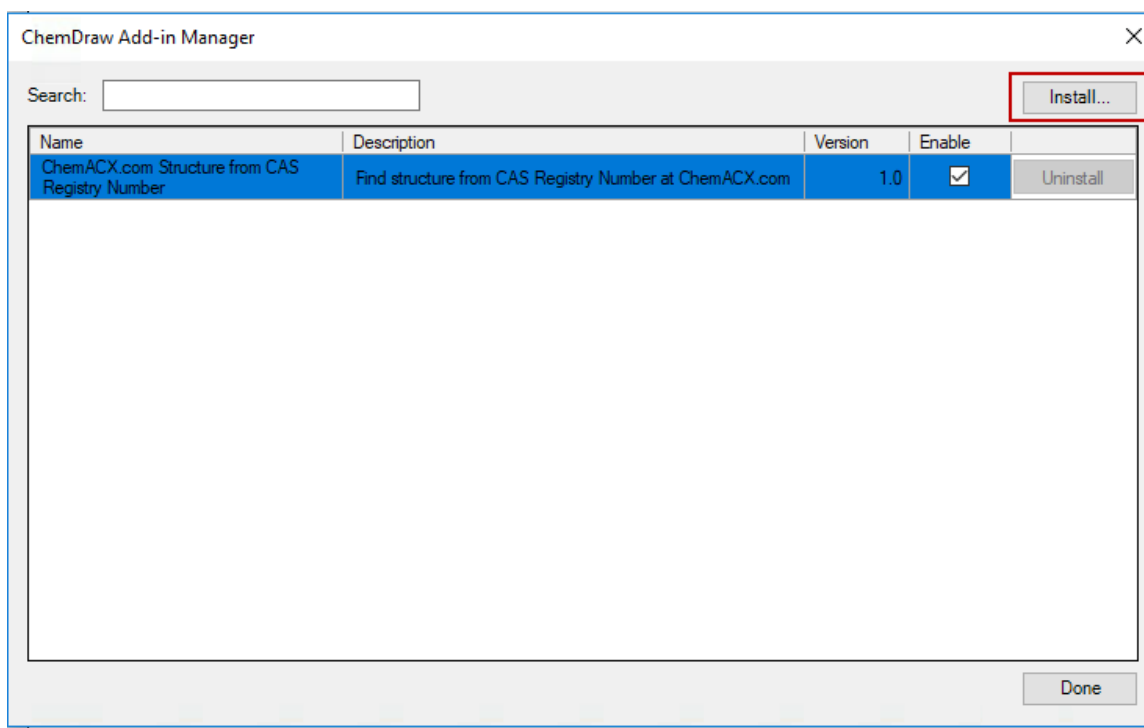 ChemDraw Add-in Manager
Search:
Install...
Name Description Version Enable
ChemACX.com Structure from CAS
Registry Number
Find structure from CAS Registry Number at ChemACX.com 1.0 Uninstall
Done